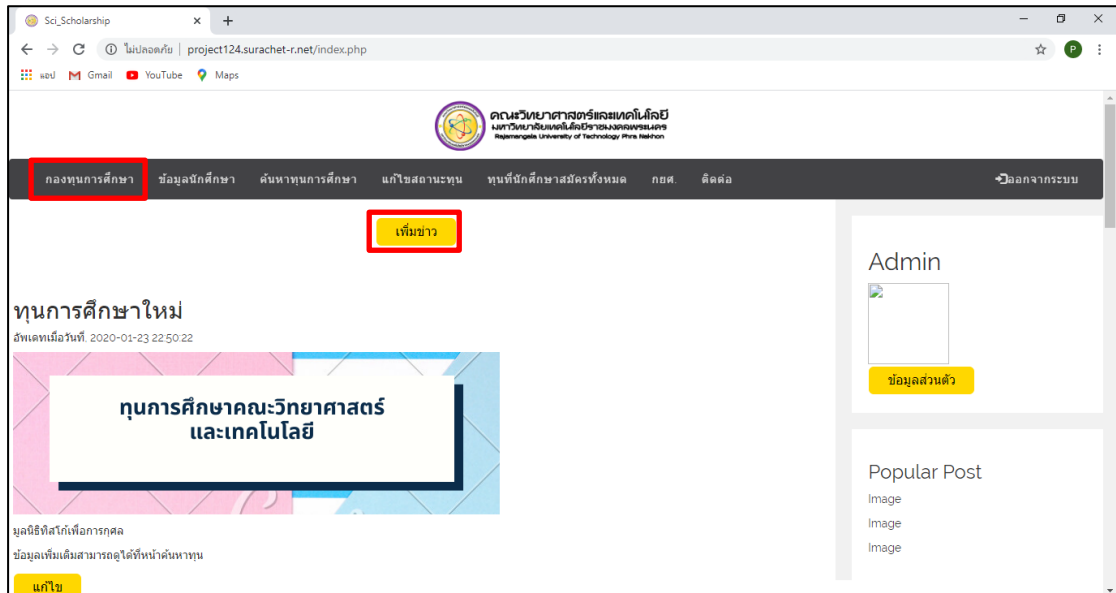 Sci_Scholarship
ไม่ปลอดภัย | project124.surachet-r.net/index.php
P
แอป Gmail YouTube Maps
คณะวิทยาศาสตร์และเทคโนโลยี
มหาวิทยาลัยเทคโนโลยีราชมงคลพระนคร
Rajamangala University of Technology Phra Nakhon
กองทุนการศึกษา ข้อมูลนักศึกษา ค้นหาทุนการศึกษา แก้ไขสถานะทุน ทุนที่นักศึกษาสมัครทั้งหมด กยศ. ติดต่อ ออกจากระบบ
เพิ่มข่าว
Admin
ข้อมูลส่วนตัว
ทุนการศึกษาใหม่
อัพเดทเมื่อวันที่. 2020-01-23 22:50:22
ทุนการศึกษาคณะวิทยาศาสตร์
และเทคโนโลยี
มูลนิธิทิสโก้เพื่อการกุศล
ข้อมูลเพิ่มเติมสามารถดูได้ที่หน้าค้นหาทุน
แก้ไข
Popular Post
Image
Image
Image